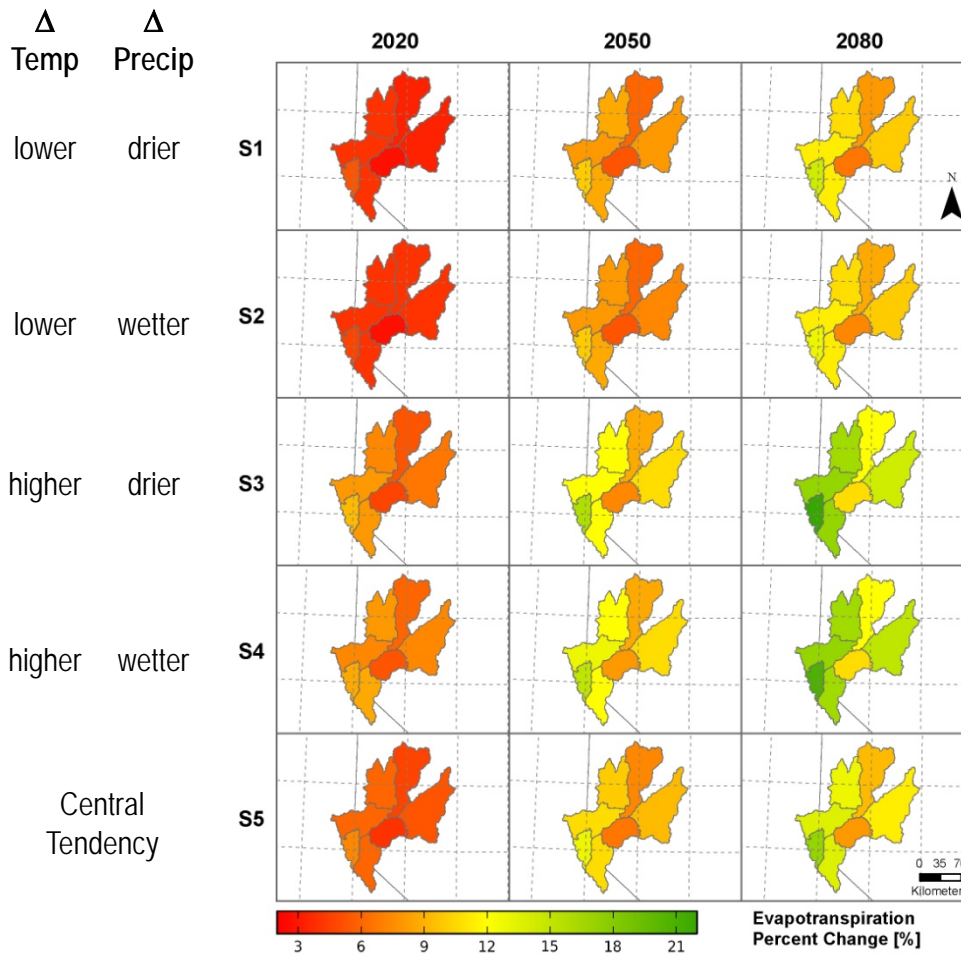 Δ Δ
Temp Precip
2020 2050 2080
lower drier S1
N
lower wetter S2
higher drier S3
higher wetter S4
Central
Tendency
S5
0 35
Kilometer
3 6 9 12 15 18 21
Evapotranspiration
Percent Change [%]